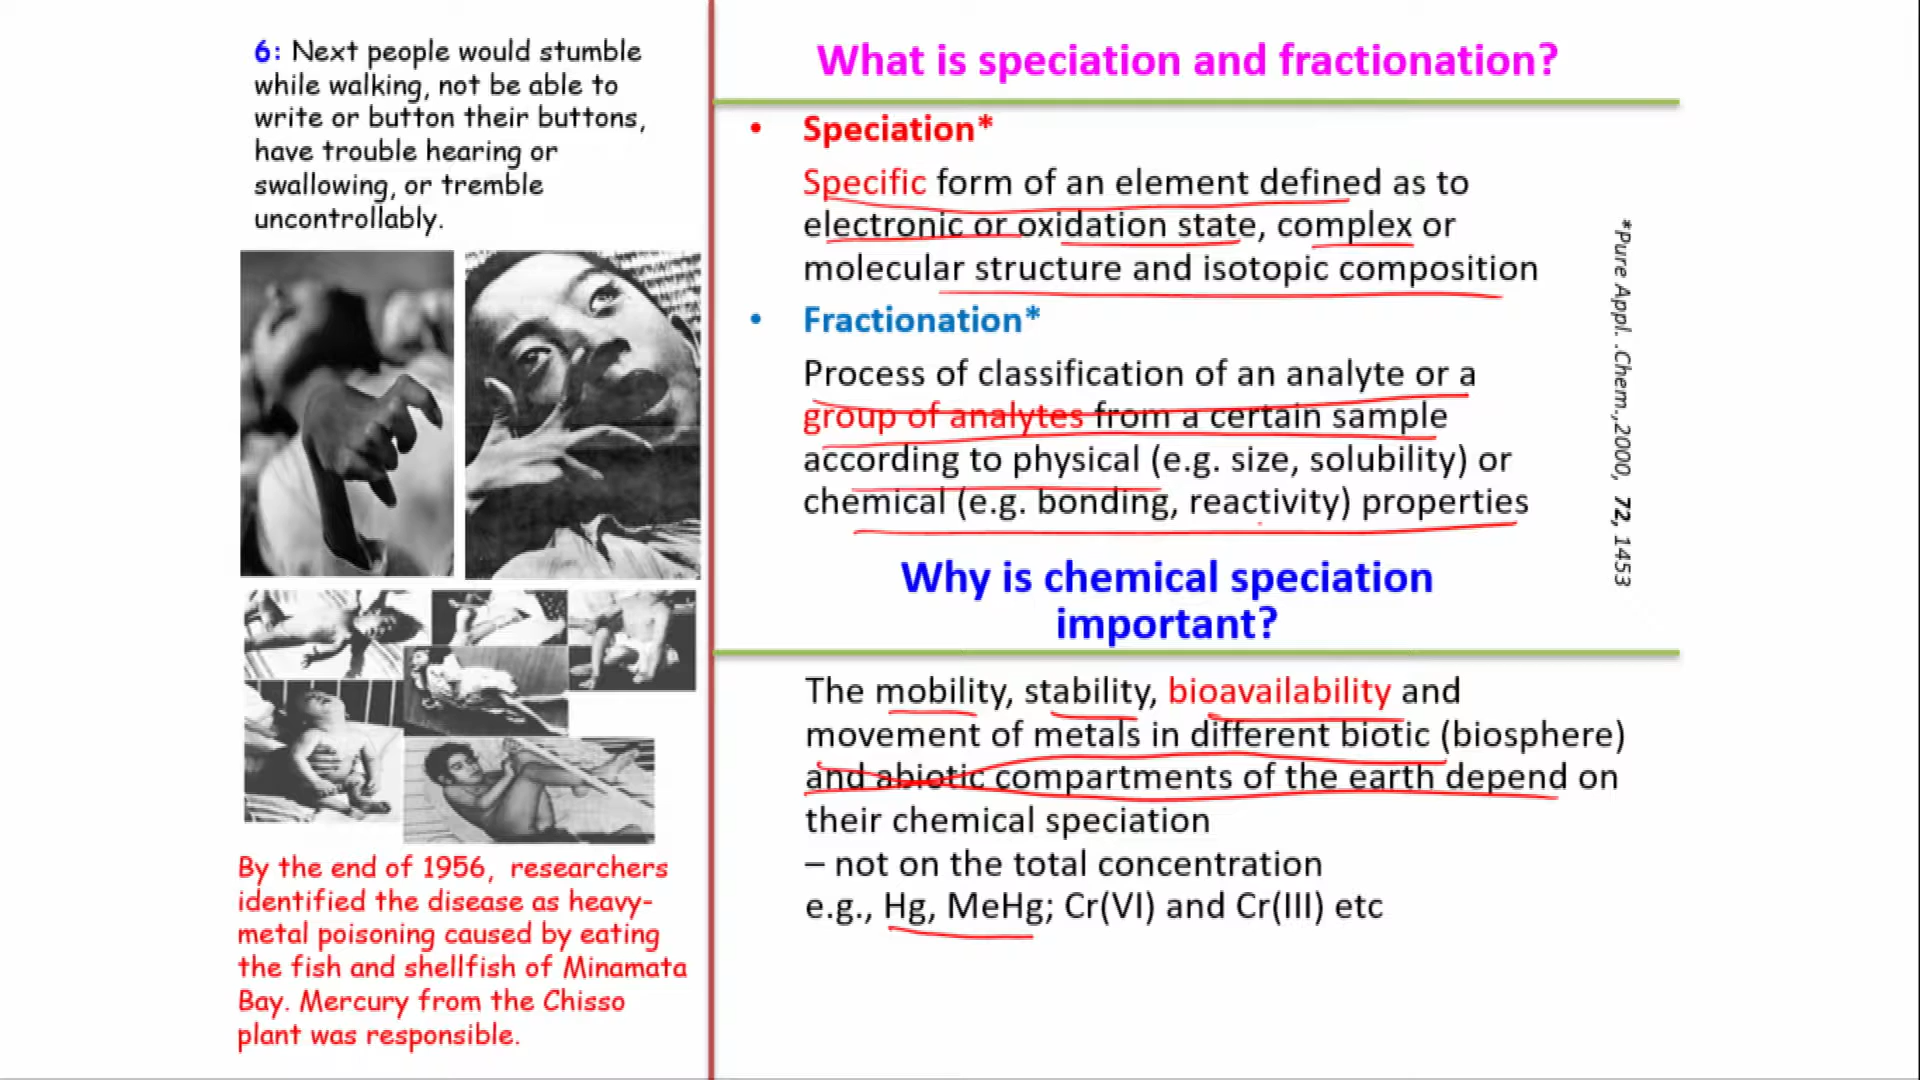 6: Next people would stumble
while walking, not be able to
write or button their buttons,
have trouble hearing or
swallowing, or tremble
uncontrollably.
By the end of 1956, researchers
identified the disease as heavy-
metal poisoning caused by eating
the fish and shellfish of Minamata
Bay. Mercury from the Chisso
plant was responsible.
What is speciation and fractionation?
• Speciation*
Specific form of an element defined as to
electronic or oxidation state, complex or
molecular structure and isotopic composition
• Fractionation*
Process of classification of an analyte or a
group of analytes from a certain sample
according to physical (e.g. size, solubility) or
chemical (e.g. bonding, reactivity) properties
*Pure Appl. .Chem.,2000, 72, 1453
Why is chemical speciation
important?
The mobility, stability, bioavailability and
movement of metals in different biotic (biosphere)
and abiotic compartments of the earth depend on
their chemical speciation
– not on the total concentration
e.g., Hg, MeHg; Cr(VI) and Cr(III) etc